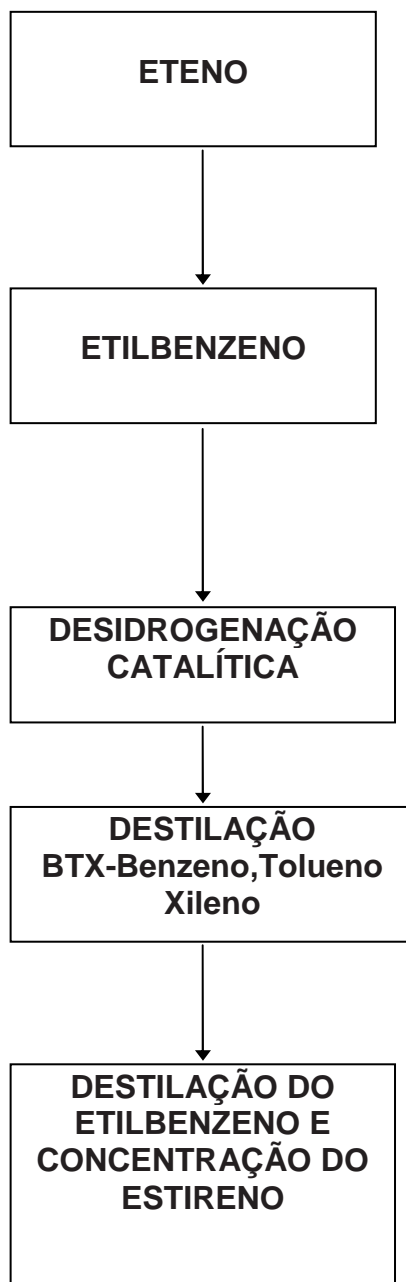 ETENO
ETILBENZENO
DESIDROGENAÇÃO
CATALÍTICA
DESTILAÇÃO
BTX-Benzeno,Tolueno
Xileno
DESTILAÇÃO DO
ETILBENZENO E
CONCENTRAÇÃO DO
ESTIRENO